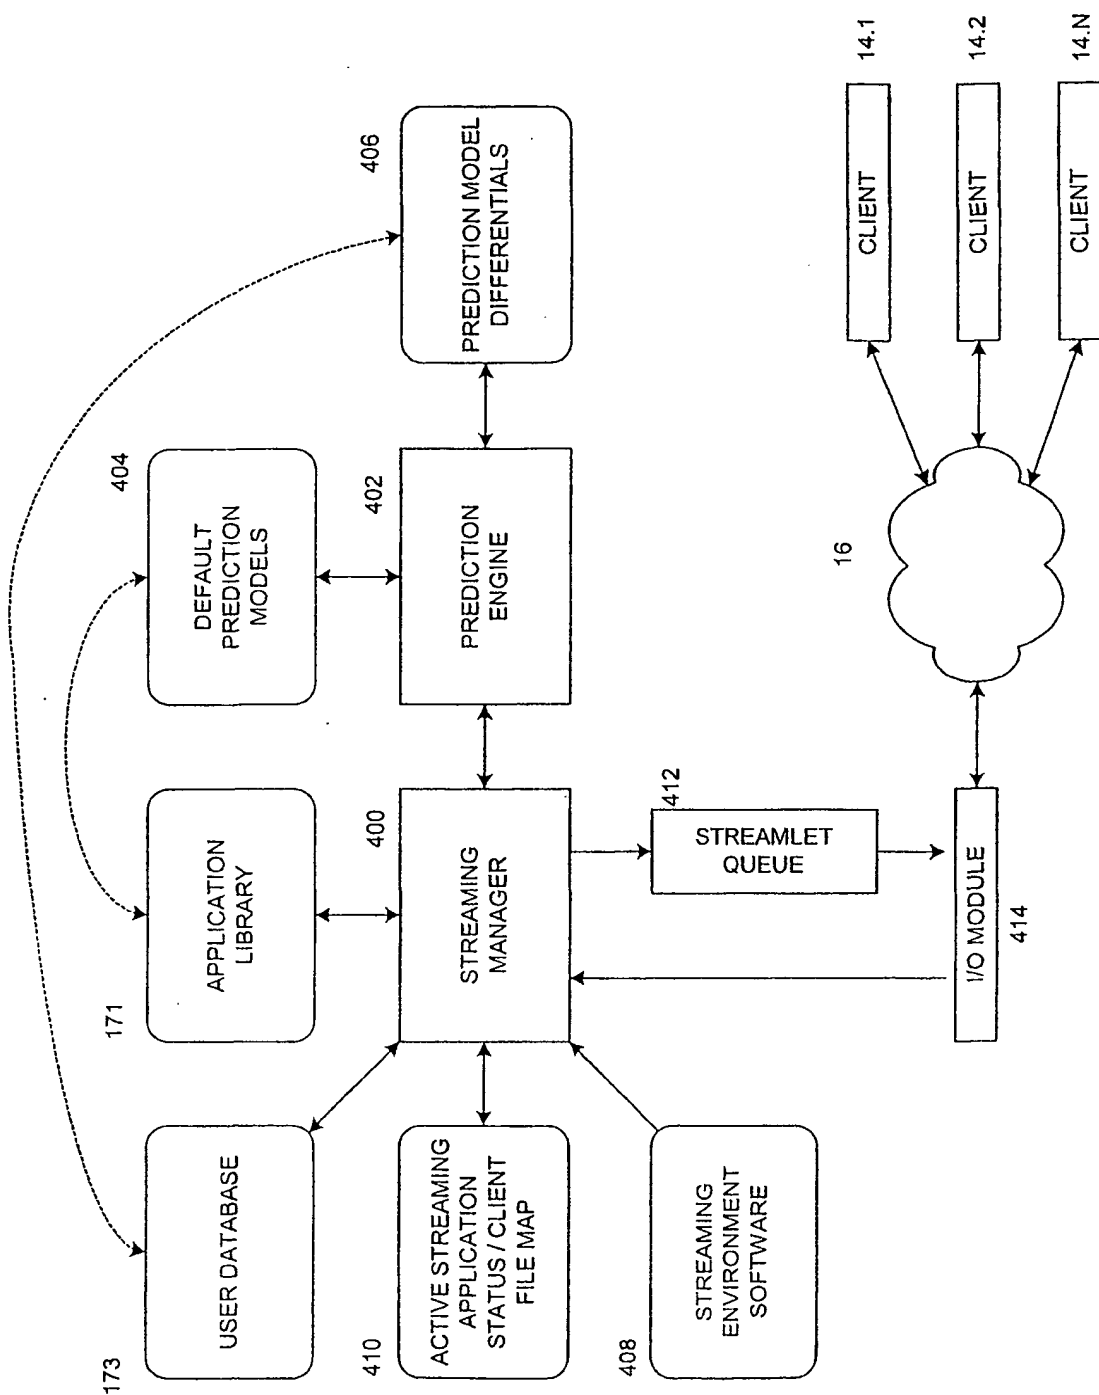 173
USER DATABASE
171
APPLICATION
LIBRARY
DEFAULT
PREDICTION
MODELS
404
410
ACTIVE STREAMING
APPLICATION
STATUS / CLIENT
FILE MAP
STREAMING
MANAGER
400
PREDICTION
ENGINE
402
PREDICTION MODEL
DIFFERENTIALS
406
408
STREAMING
ENVIRONMENT
SOFTWARE
STREAMLET
QUEUE
412
I/O MODULE
414
16
CLIENT
14.1
CLIENT
14.2
CLIENT
14.N